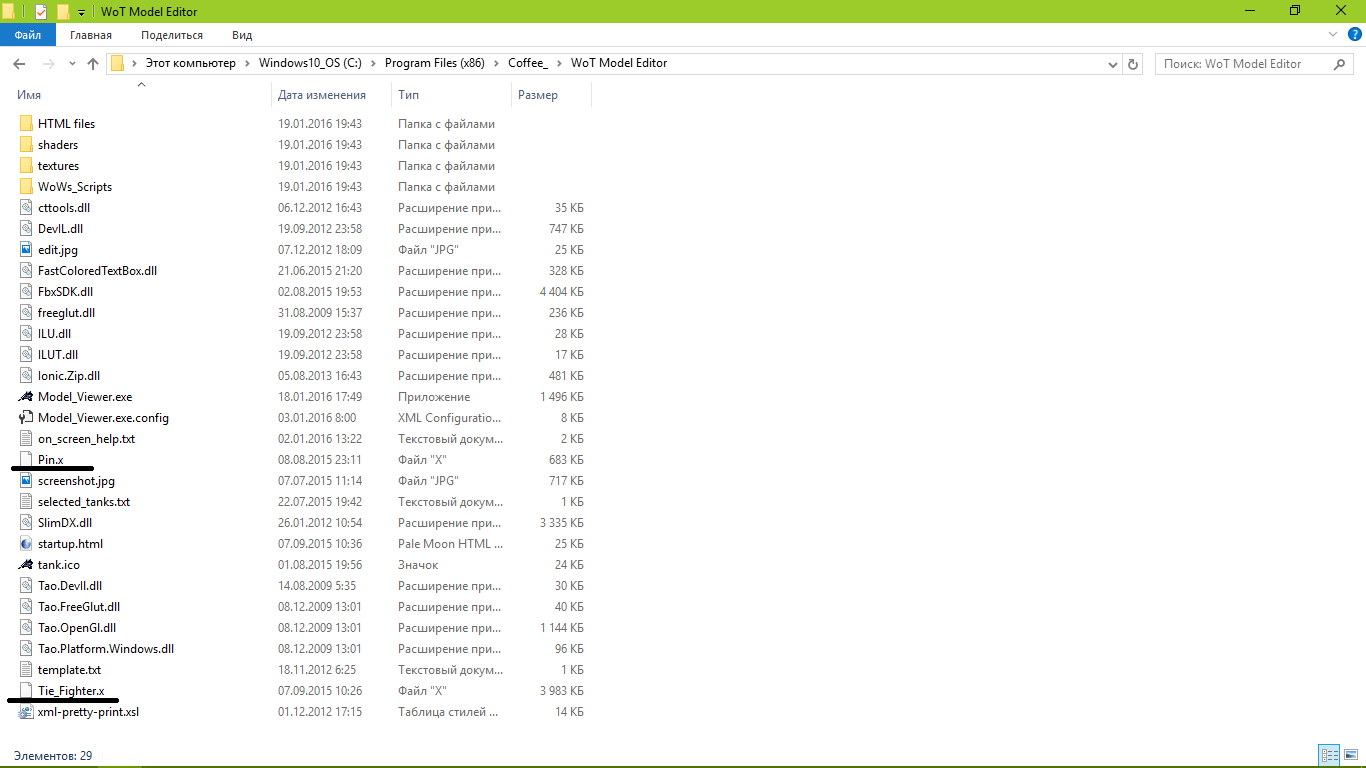 WoT Model Editor
Файл Главная Поделиться Вид
Этот компьютер Windows10_OS (C:) Program Files (x86) Coffee_ WoT Model Editor Поиск: WoT Model Editor
Имя Дата изменения Тип Размер
HTML files 19.01.2016 19:43 Папка с файлами
shaders 19.01.2016 19:43 Папка с файлами
textures 19.01.2016 19:43 Папка с файлами
WoWs_Scripts 19.01.2016 19:43 Папка с файлами
cttools.dll 06.12.2012 16:43 Расширение при... 35 КБ
DevIL.dll 19.09.2012 23:58 Расширение при... 747 КБ
edit.jpg 07.12.2012 18:09 Файл "JPG" 25 КБ
FastColoredTextBox.dll 21.06.2015 21:20 Расширение при... 328 КБ
FbxSDK.dll 02.08.2015 19:53 Расширение при... 4 404 КБ
freeglut.dll 31.08.2009 15:37 Расширение при... 236 КБ
ILU.dll 19.09.2012 23:58 Расширение при... 28 КБ
ILUT.dll 19.09.2012 23:58 Расширение при... 17 КБ
Ionic.Zip.dll 05.08.2013 16:43 Расширение при... 481 КБ
Model_Viewer.exe 18.01.2016 17:49 Приложение 1 496 КБ
Model_Viewer.exe.config 03.01.2016 8:00 XML Configuratio... 8 КБ
on_screen_help.txt 02.01.2016 13:22 Текстовый докум... 2 КБ
Pin.x 08.08.2015 23:11 Файл "X" 683 КБ
screenshot.jpg 07.07.2015 11:14 Файл "JPG" 717 КБ
selected_tanks.txt 22.07.2015 19:42 Текстовый докум... 1 КБ
SlimDX.dll 26.01.2012 10:54 Расширение при... 3 335 КБ
startup.html 07.09.2015 10:36 Pale Moon HTML ... 25 КБ
tank.ico 01.08.2015 19:56 Значок 24 КБ
Tao.DevIl.dll 14.08.2009 5:35 Расширение при... 30 КБ
Tao.FreeGlut.dll 08.12.2009 13:01 Расширение при... 40 КБ
Tao.OpenGl.dll 08.12.2009 13:01 Расширение при... 1 144 КБ
Tao.Platform.Windows.dll 08.12.2009 13:01 Расширение при... 96 КБ
template.txt 18.11.2012 6:25 Текстовый докум... 1 КБ
Tie_Fighter.x 07.09.2015 10:26 Файл "X" 3 983 КБ
xml-pretty-print.xsl 01.12.2012 17:15 Таблица стилей ... 14 КБ
Элементов: 29